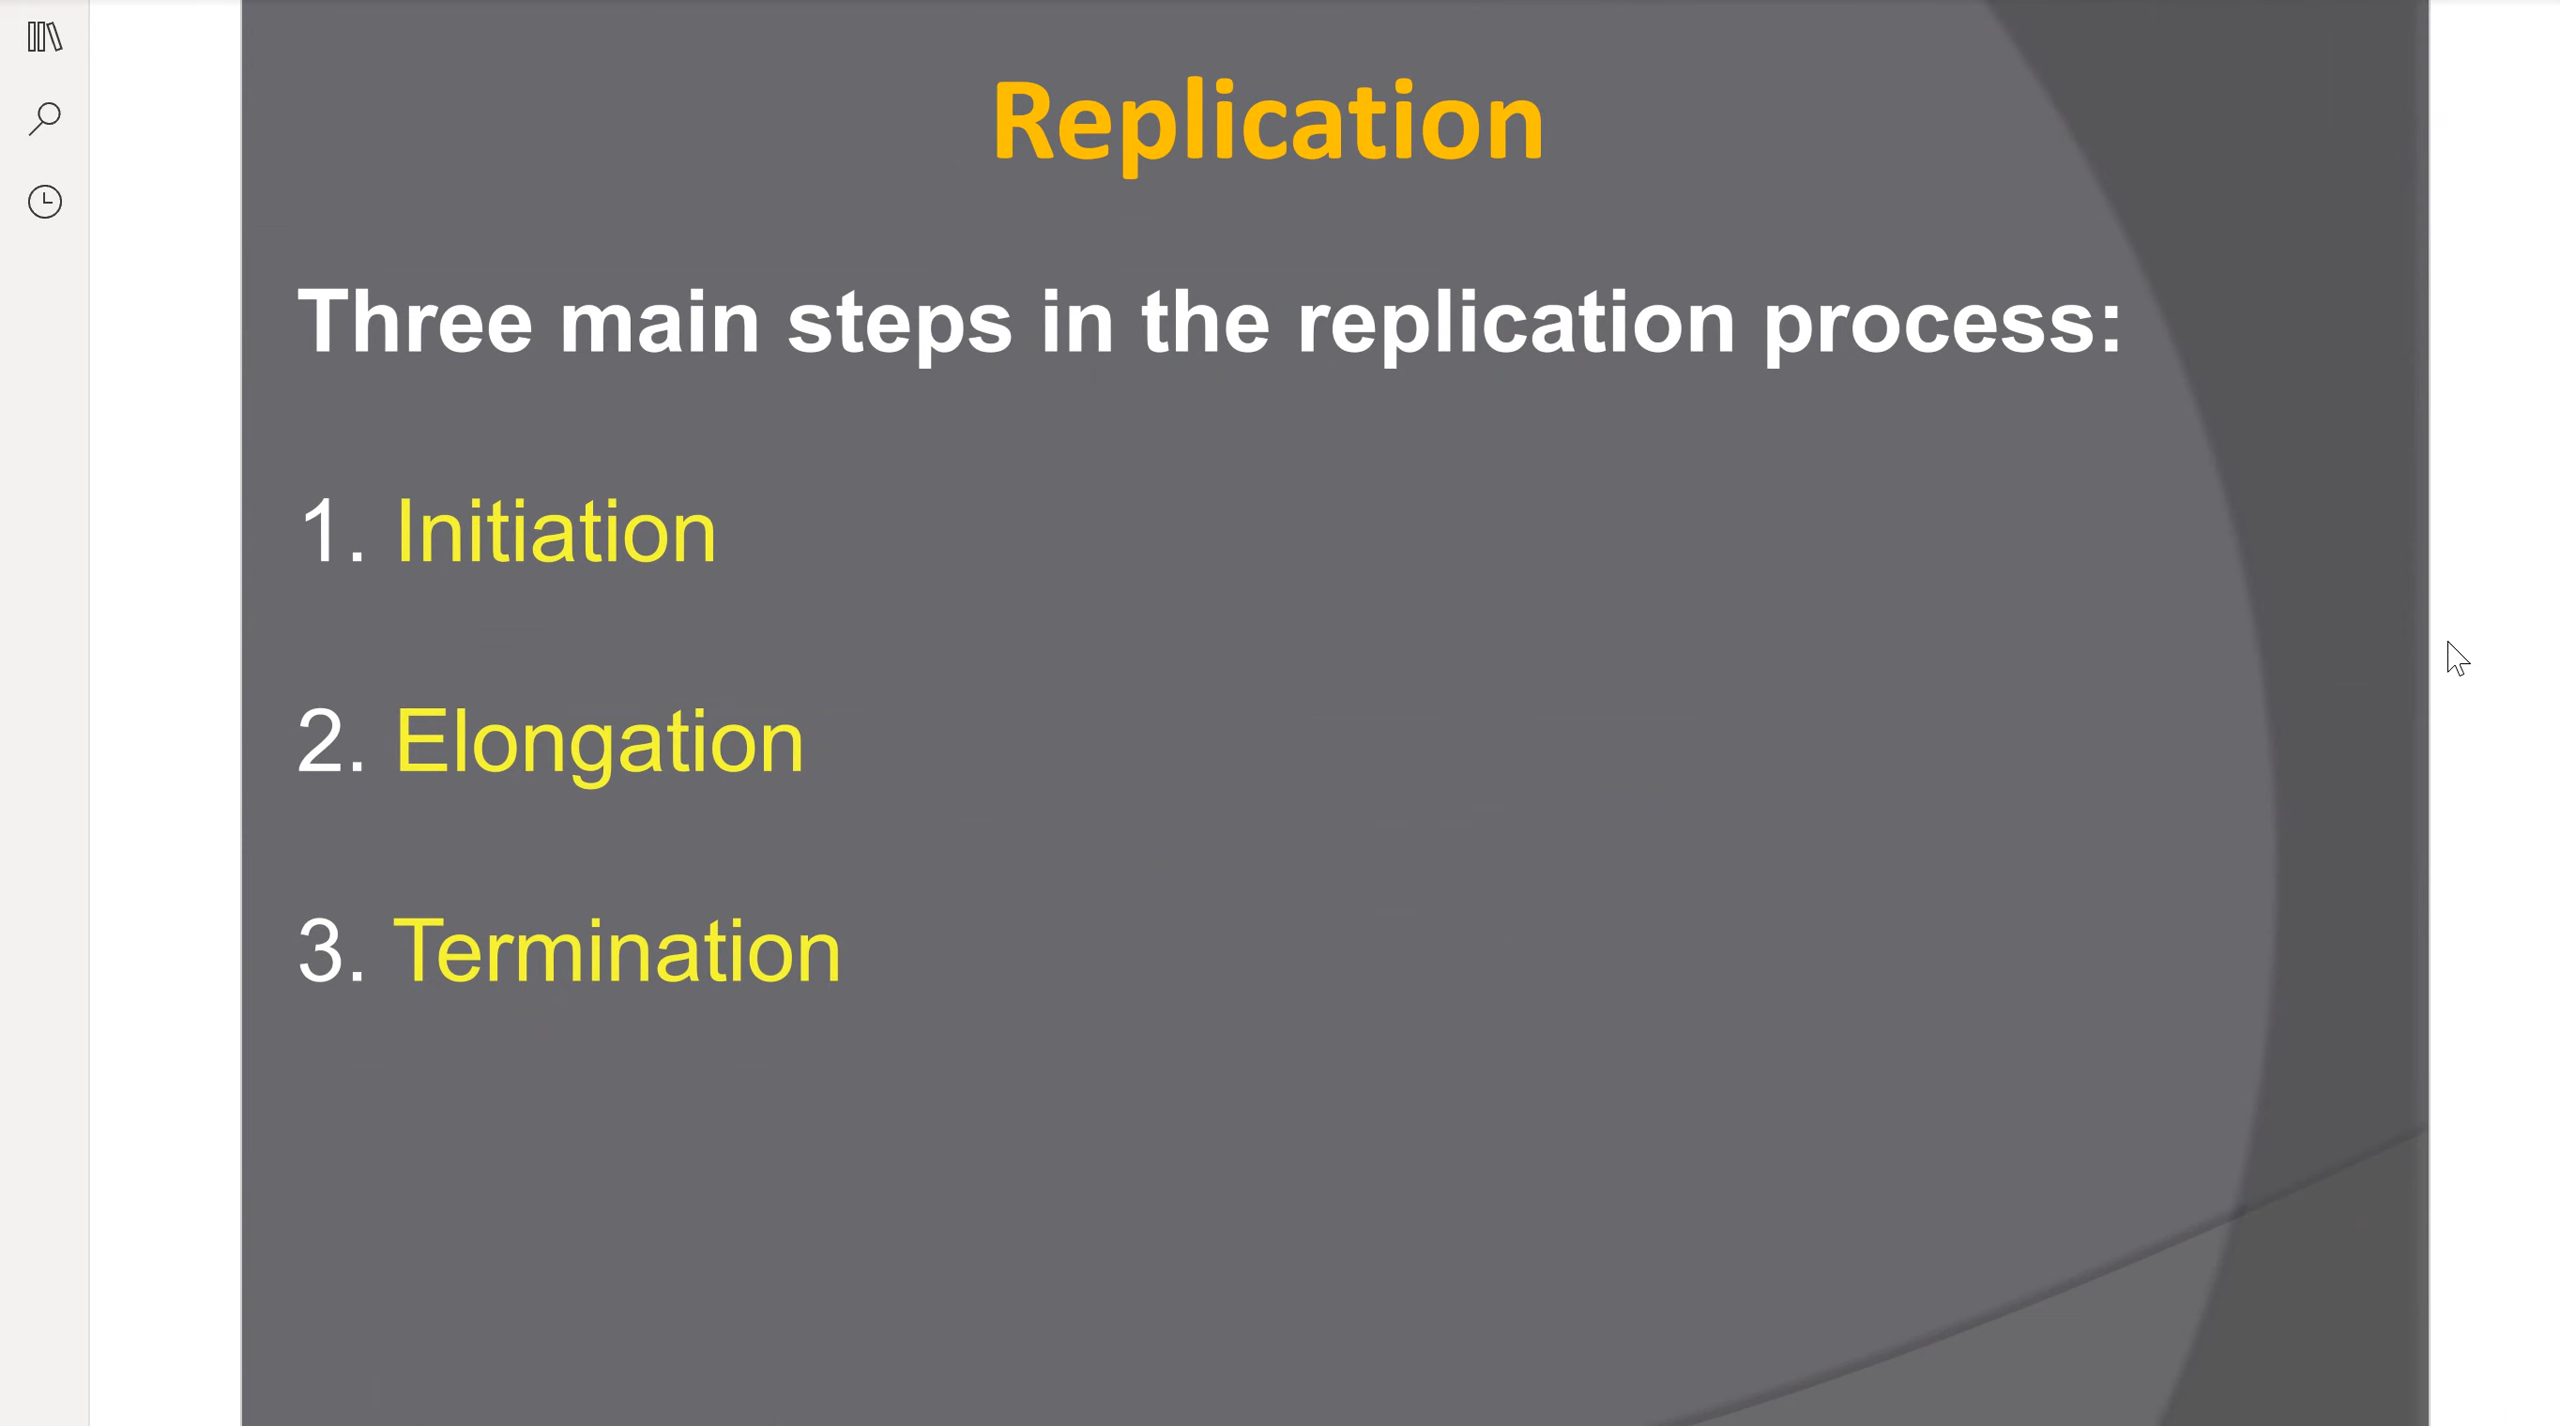 Replication
Three main steps in the replication process:
1. Initiation
2. Elongation
3. Termination